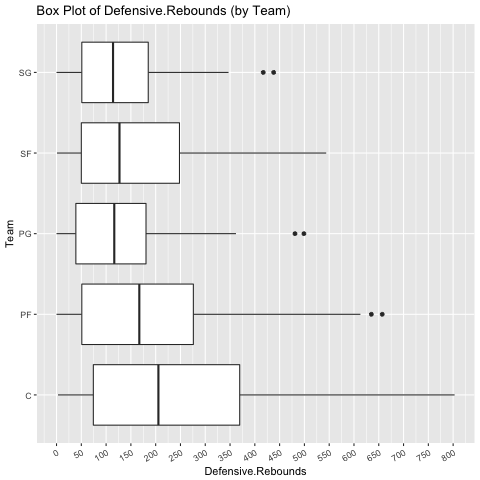 Box Plot of Defensive.Rebounds (by Team)
SG
SF
PG
PF
C
Team
0 50 100 150 200 250 300 350 400 450 500 550 600 650 700 750 800
Defensive.Rebounds